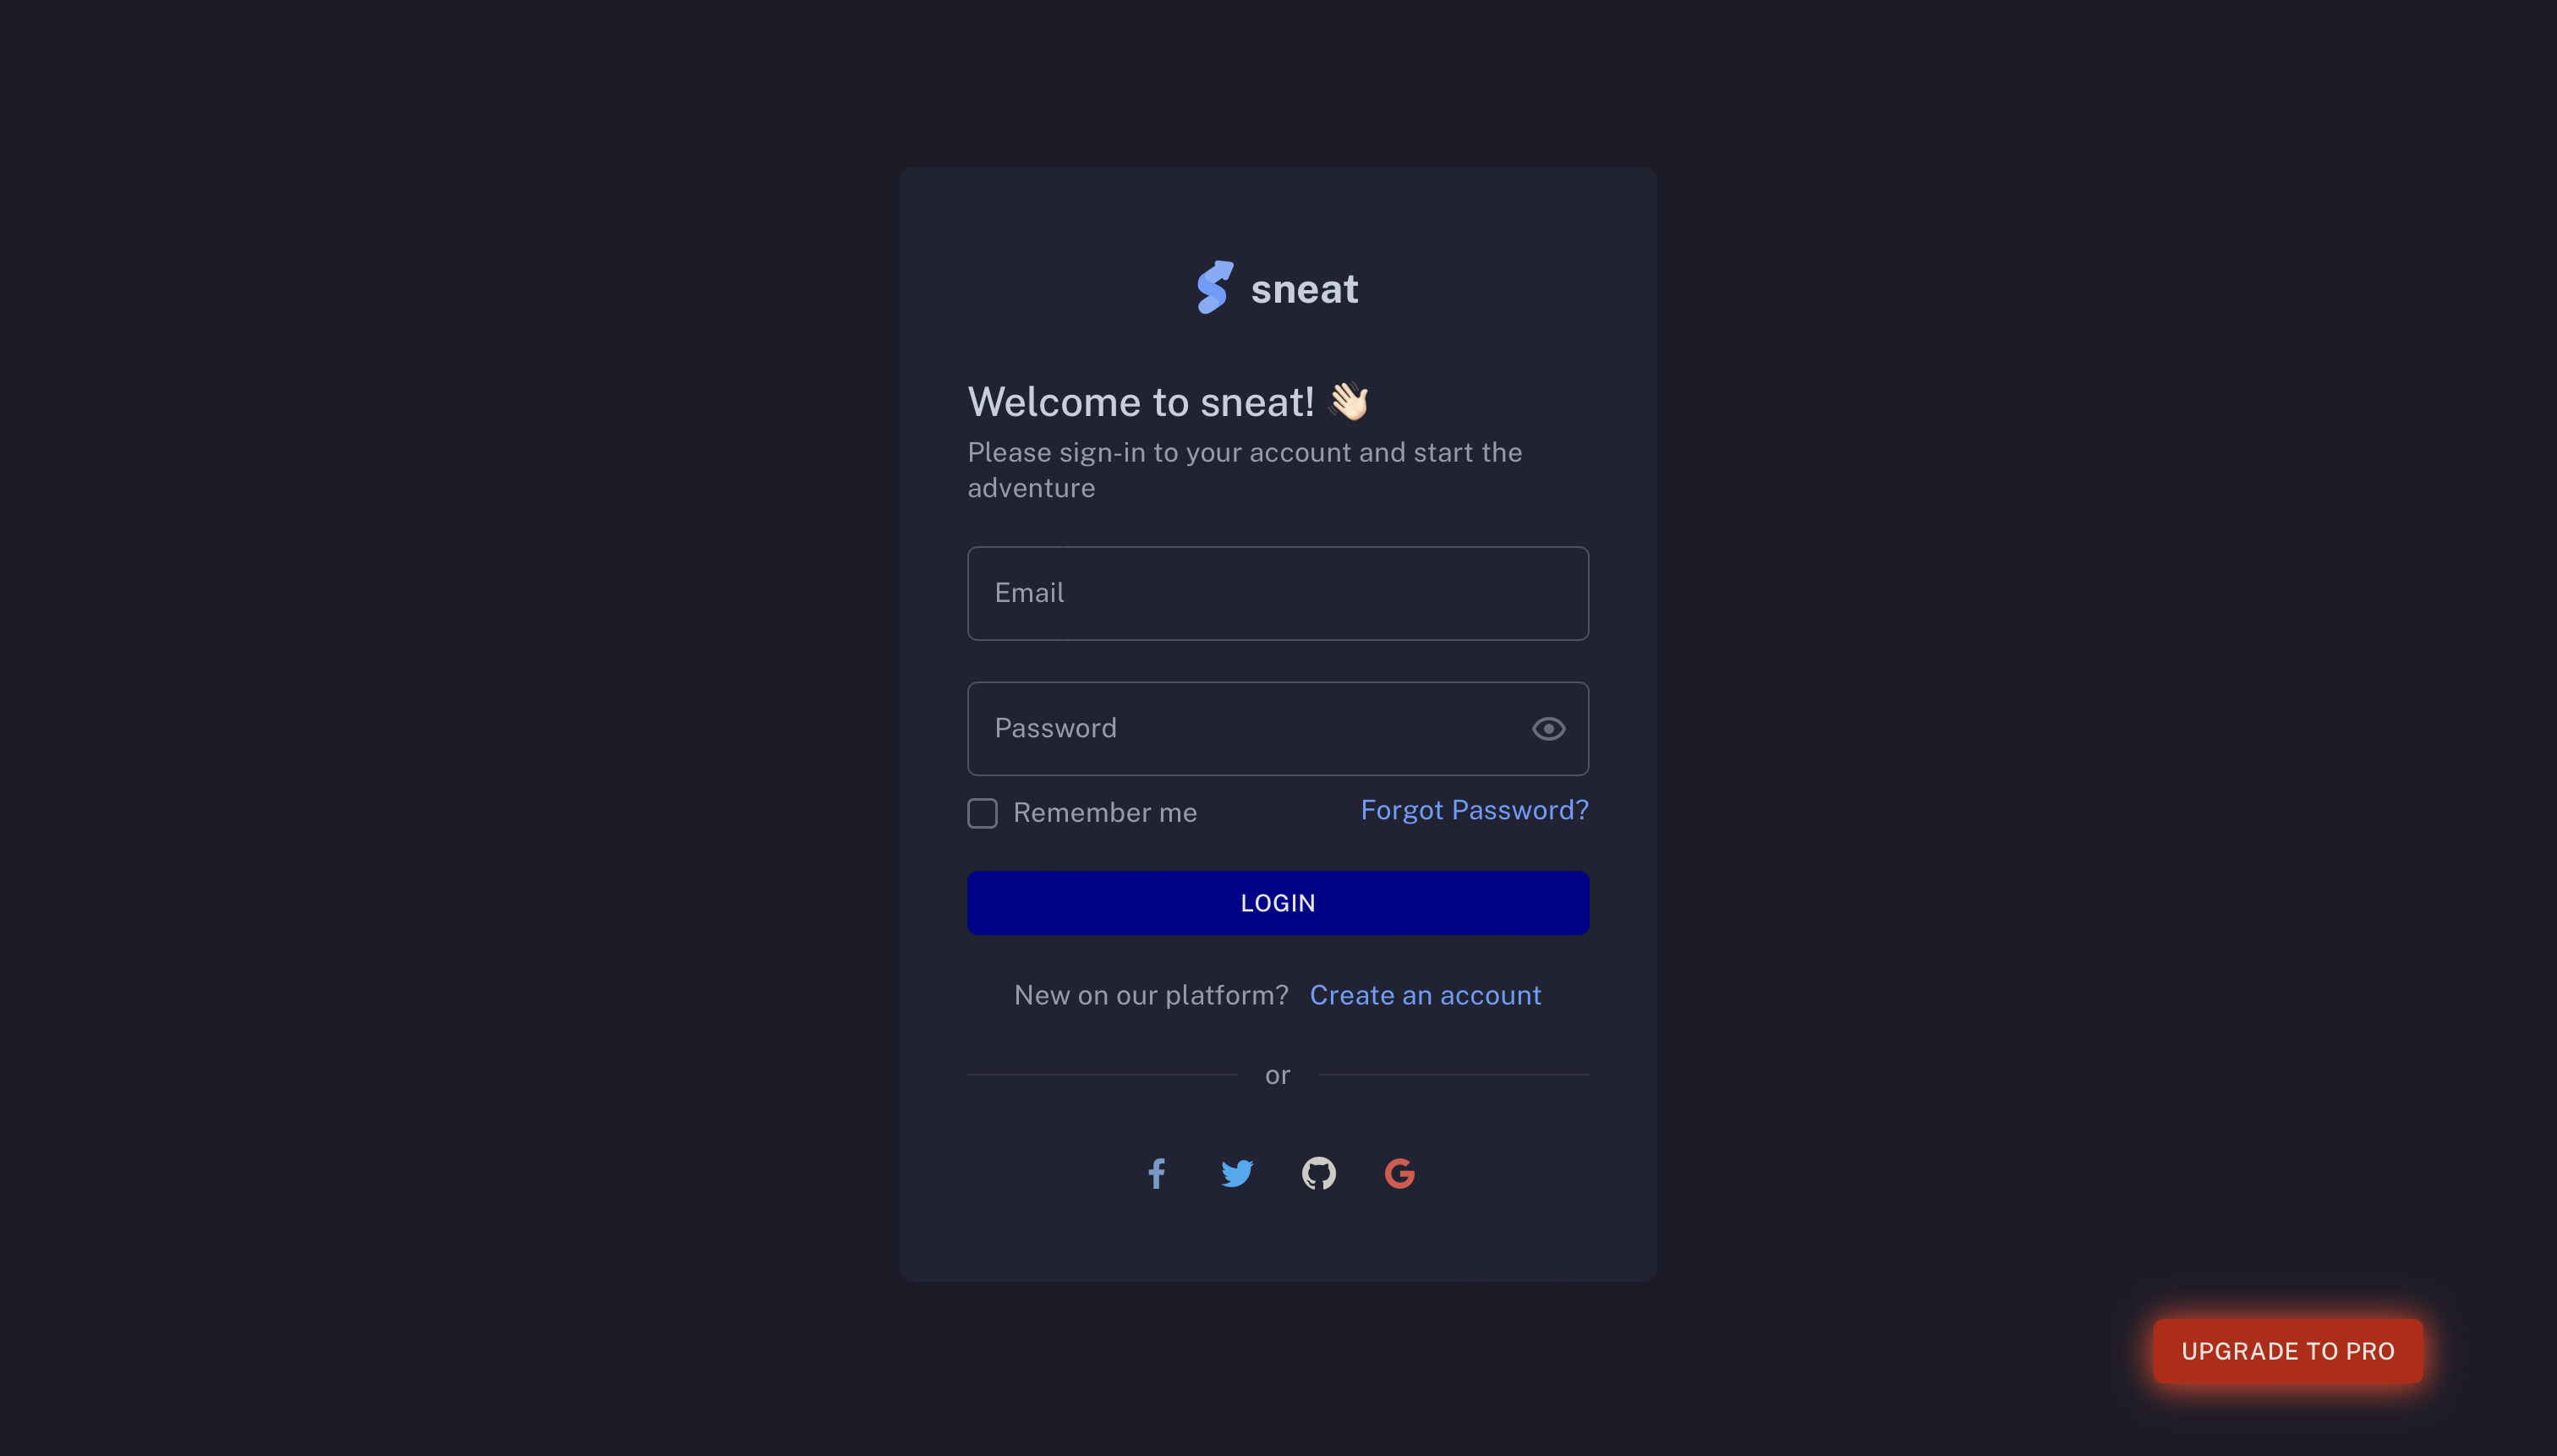 sneat
Welcome to sneat! 👋🏻
Please sign-in to your account and start the
adventure
Email
Password
Remember me
Forgot Password?
LOGIN
New on our platform? Create an account
or
UPGRADE TO PRO